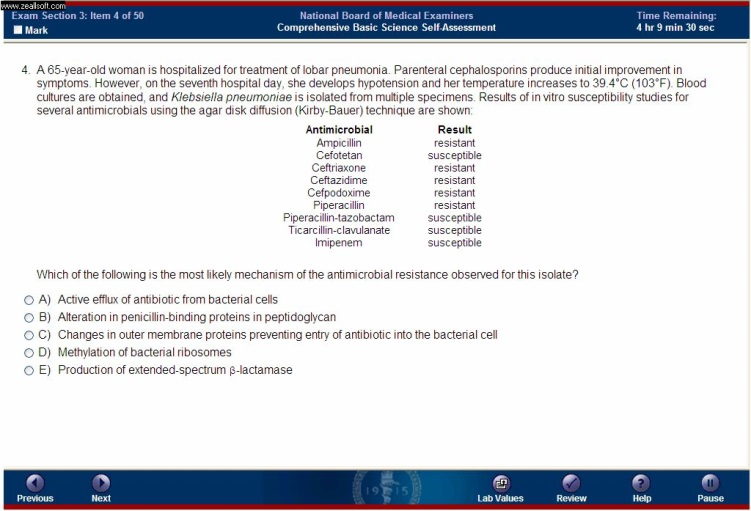 www.zeallsoft.com
Exam Section 3: Item 4 of 50
National Board of Medical Examiners
Time Remaining:
Mark
Comprehensive Basic Science Self-Assessment
4 hr 9 min 30 sec
4. A 65-year-old woman is hospitalized for treatment of lobar pneumonia. Parenteral cephalosporins produce initial improvement in
symptoms. However, on the seventh hospital day, she develops hypotension and her temperature increases to 39.4°C (103°F). Blood
cultures are obtained, and Klebsiella pneumoniae is isolated from multiple specimens. Results of in vitro susceptibility studies for
several antimicrobials using the agar disk diffusion (Kirby-Bauer) technique are shown:
Antimicrobial Result
Ampicillin resistant
Cefotetan susceptible
Ceftriaxone resistant
Ceftazidime resistant
Cefpodoxime resistant
Piperacillin resistant
Piperacillin-tazobactam susceptible
Ticarcillin-clavulanate susceptible
Imipenem susceptible
Which of the following is the most likely mechanism of the antimicrobial resistance observed for this isolate?
A) Active efflux of antibiotic from bacterial cells
B) Alteration in penicillin-binding proteins in peptidoglycan
C) Changes in outer membrane proteins preventing entry of antibiotic into the bacterial cell
D) Methylation of bacterial ribosomes
E) Production of extended-spectrum β-lactamase
1915
Previous Next Lab Values Review Help Pause